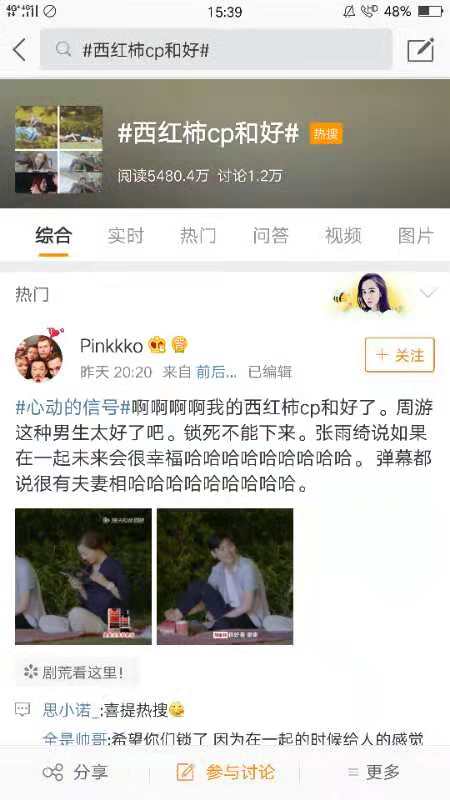 15:39
48%
#西红柿cp和好#
#西红柿cp和好#
热搜
阅读5480.4万 讨论1.2万
综合 实时 热门 问答 视频 图片
热门
Pinkkko
+ 关注
昨天 20:20 来自 前后... 已编辑
#心动的信号#啊啊啊啊我的西红柿cp和好了。周游
这种男生太好了吧。锁死不能下来。张雨绮说如果
在一起未来会很幸福哈哈哈哈哈哈哈哈哈。弹幕都
说很有夫妻相哈哈哈哈哈哈哈哈哈。
剧荒看这里!
思小诺_:喜提热搜
全是帅哥:希望你们锁了 因为在一起的时候给人的感觉
分享
参与讨论
更多